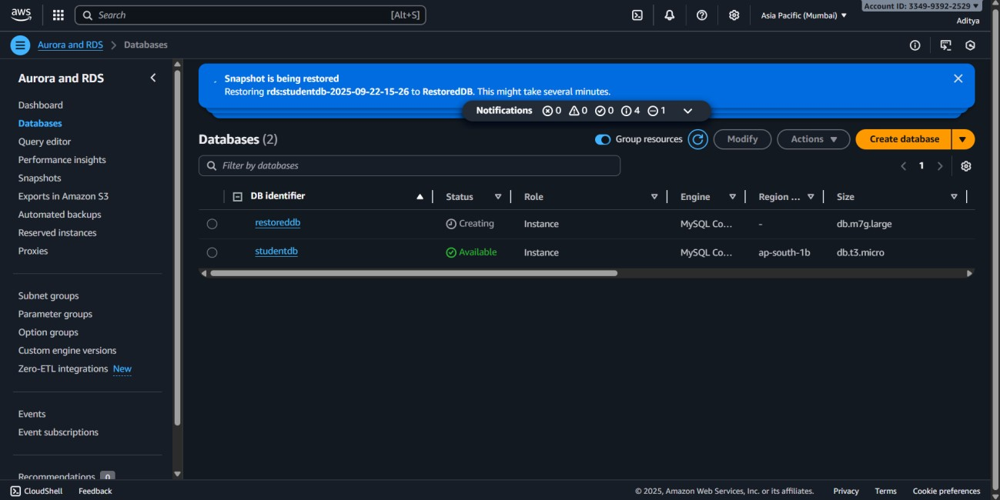 aws
Search [Alt+S]
Asia Pacific (Mumbai)
Account ID: 3349-9392-2529
Aditya
Aurora and RDS > Databases
Aurora and RDS
Dashboard
Databases
Query editor
Performance insights
Snapshots
Exports in Amazon S3
Automated backups
Reserved instances
Proxies
Subnet groups
Parameter groups
Option groups
Custom engine versions
Zero-ETL integrations New
Events
Event subscriptions
Recommendations 0
Snapshot is being restored
Restoring rds:studentdb-2025-09-22-15-26 to RestoredDB. This might take several minutes.
Notifications 0 0 0 4 1
Databases (2)
Group resources Modify Actions Create database
Filter by databases
1
DB identifier Status Role Engine Region ... Size
restoreddb Creating Instance MySQL Co... - db.m7g.large
studentdb Available Instance MySQL Co... ap-south-1b db.t3.micro
CloudShell Feedback © 2025, Amazon Web Services, Inc. or its affiliates. Privacy Terms Cookie preferences